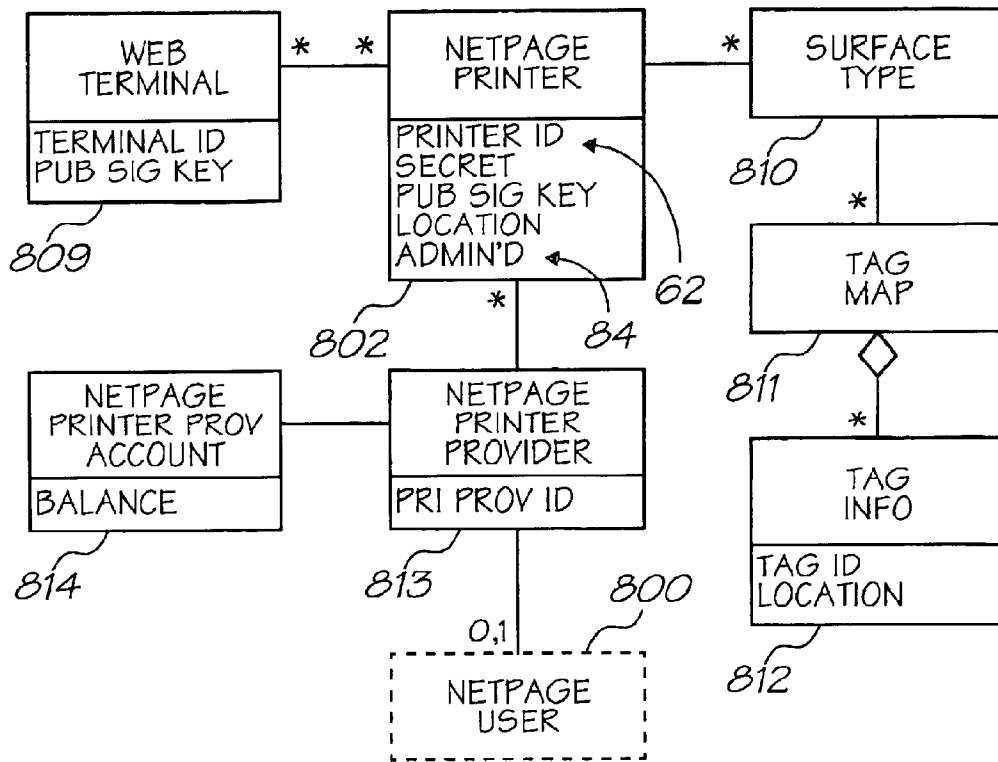 WEB
TERMINAL
TERMINAL ID
PUB SIG KEY
809
*
*
NETPAGE
PRINTER
PRINTER ID
SECRET
PUB SIG KEY
LOCATION
ADMIN'D
62
84
802
*
*
SURFACE
TYPE
810
*
TAG
MAP
811
*
TAG
INFO
TAG ID
LOCATION
812
NETPAGE
PRINTER PROV
ACCOUNT
BALANCE
814
NETPAGE
PRINTER
PROVIDER
PRI PROV ID
813
0,1
800
NETPAGE
USER